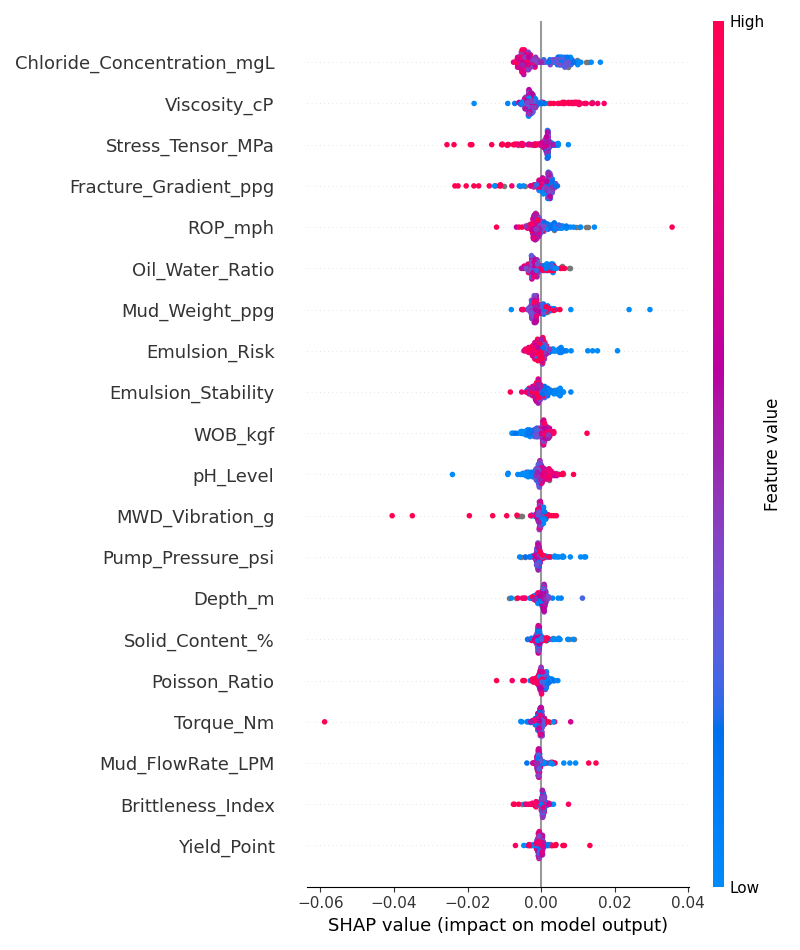 High
Chloride_Concentration_mgL
Viscosity_cP
Stress_Tensor_MPa
Fracture_Gradient_ppg
ROP_mph
Oil_Water_Ratio
Mud_Weight_ppg
Emulsion_Risk
Emulsion_Stability
WOB_kgf
pH_Level
MWD_Vibration_g
Pump_Pressure_psi
Depth_m
Solid_Content_%
Poisson_Ratio
Torque_Nm
Mud_FlowRate_LPM
Brittleness_Index
Yield_Point
Feature value
Low
−0.06 −0.04 −0.02 0.00 0.02 0.04
SHAP value (impact on model output)